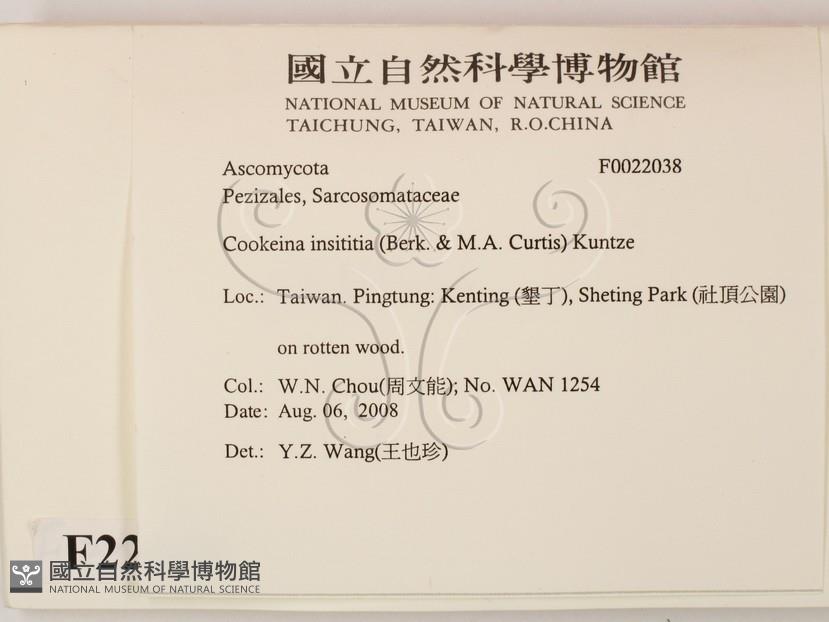 國立自然科學博物館
NATIONAL MUSEUM OF NATURAL SCIENCE
TAICHUNG, TAIWAN, R.O.CHINA
Ascomycota F0022038
Pezizales, Sarcosomataceae
Cookeina insititia (Berk. & M.A. Curtis) Kuntze
Loc.: Taiwan. Pingtung: Kenting (墾丁), Sheting Park (社頂公園)
on rotten wood.
Col.: W.N. Chou(周文能); No. WAN 1254
Date: Aug. 06, 2008
Det.: Y.Z. Wang(王也珍)
F22
國立自然科學博物館
NATIONAL MUSEUM OF NATURAL SCIENCE